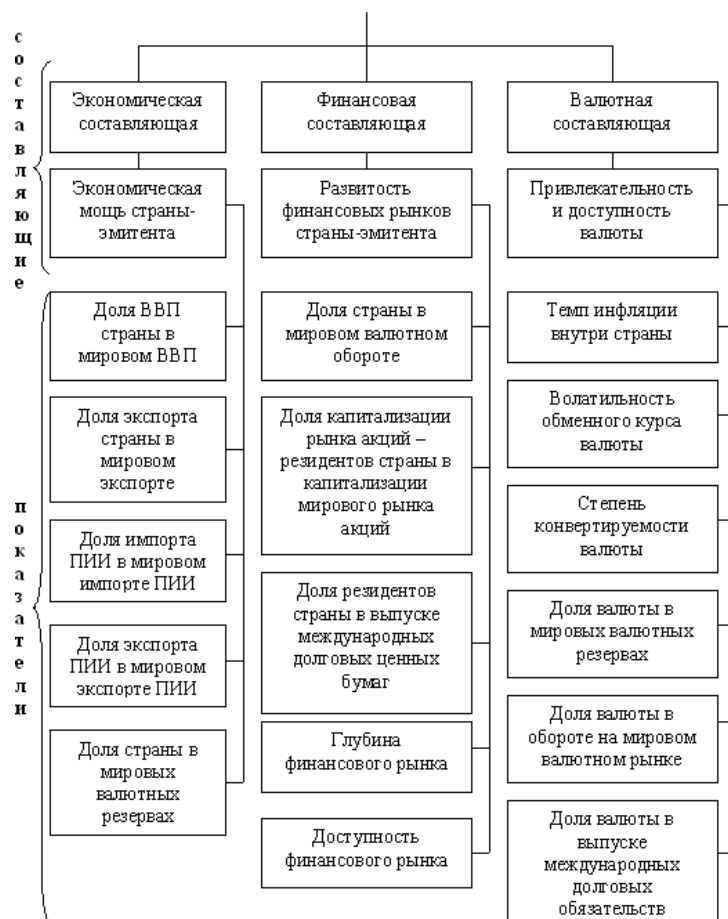 составляющие
Экономическая
составляющая
Финансовая
составляющая
Валютная
составляющая
Экономическая
мощь страны-
эмитента
Развитость
финансовых рынков
страны-эмитента
Привлекательность
и доступность
валюты
показатели
Доля ВВП
страны в
мировом ВВП
Доля экспорта
страны в
мировом
экспорте
Доля импорта
ПИИ в мировом
импорте ПИИ
Доля экспорта
ПИИ в мировом
экспорте ПИИ
Доля страны в
мировых
валютных
резервах
Доля страны в
мировом валютном
обороте
Доля капитализации
рынка акций –
резидентов страны в
капитализации
мирового рынка
акций
Доля резидентов
страны в выпуске
международных
долговых ценных
бумаг
Глубина
финансового рынка
Доступность
финансового рынка
Темп инфляции
внутри страны
Волатильность
обменного курса
валюты
Степень
конвертируемости
валюты
Доля валюты в
мировых валютных
резервах
Доля валюты в
обороте на мировом
валютном рынке
Доля валюты в
выпуске
международных
долговых
обязательств